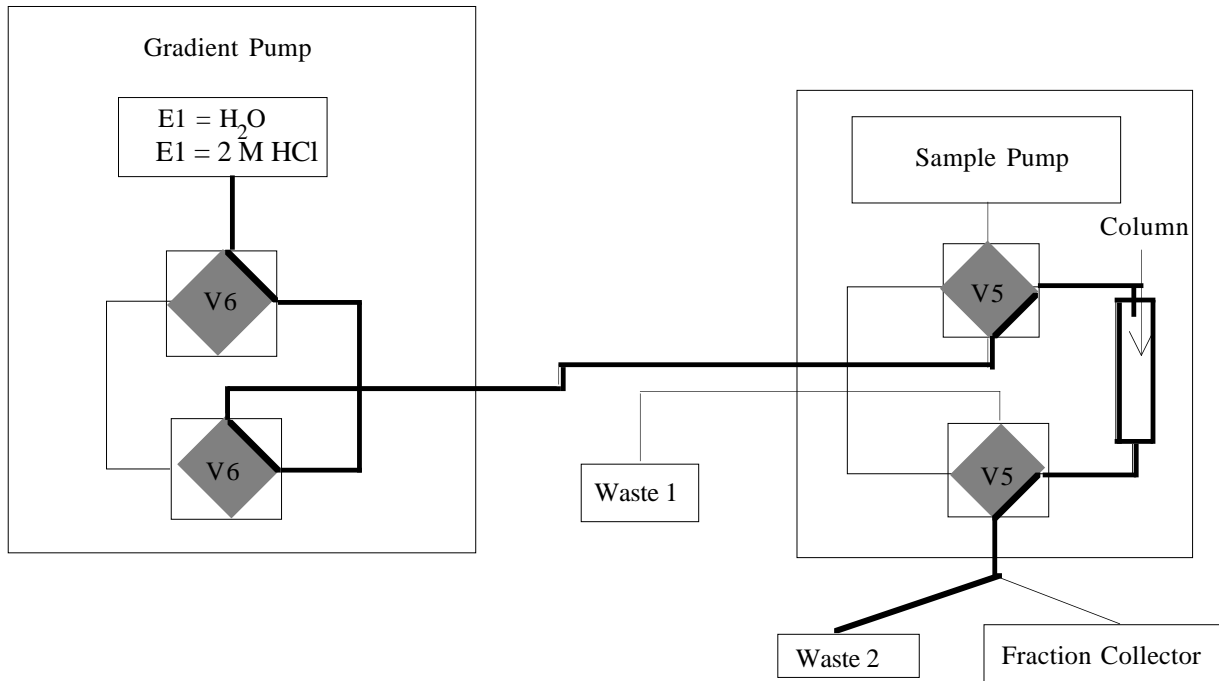 Gradient Pump
E1 = H₂O
E1 = 2 M HCl
V6
V6
Sample Pump
Column
V5
V5
Waste 1
Waste 2
Fraction Collector